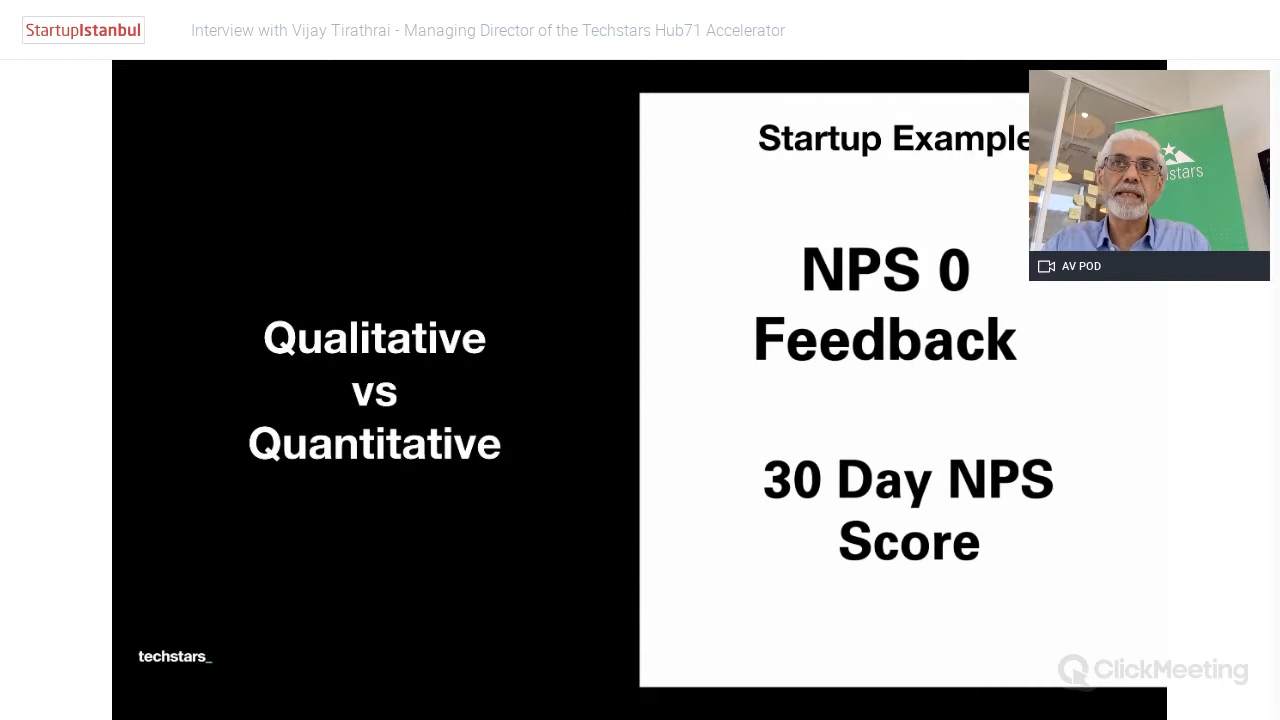 StartupIstanbul
Interview with Vijay Tirathrai - Managing Director of the Techstars Hub71 Accelerator
Qualitative
vs
Quantitative
techstars_
Startup Example
NPS 0
Feedback
30 Day NPS
Score
stars
AV POD
ClickMeeting